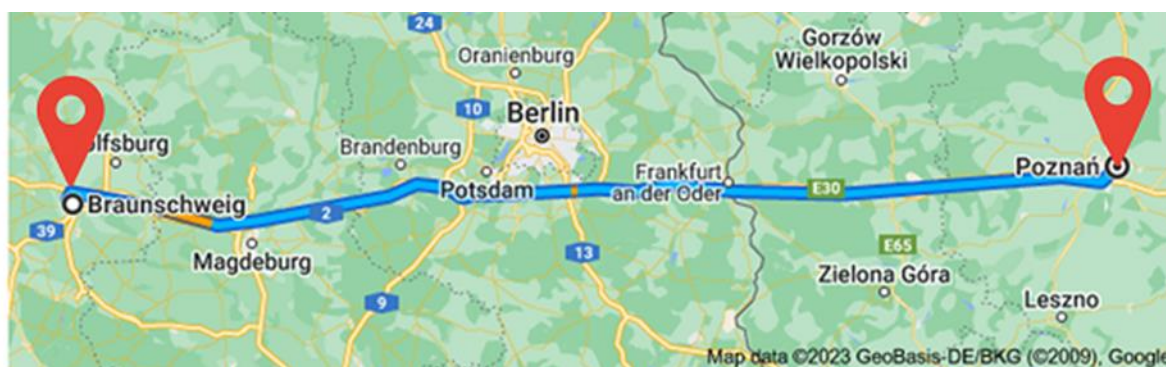 24
Oranienburg
Gorzów
Wielkopolski
10
Berlin
olfsburg
Brandenburg
Poznań
Potsdam
Frankfurt
an der Oder
E30
Braunschweig
2
39
Magdeburg
13
E65
9
Zielona Góra
Leszno
Map data ©2023 GeoBasis-DE/BKG (©2009), Google